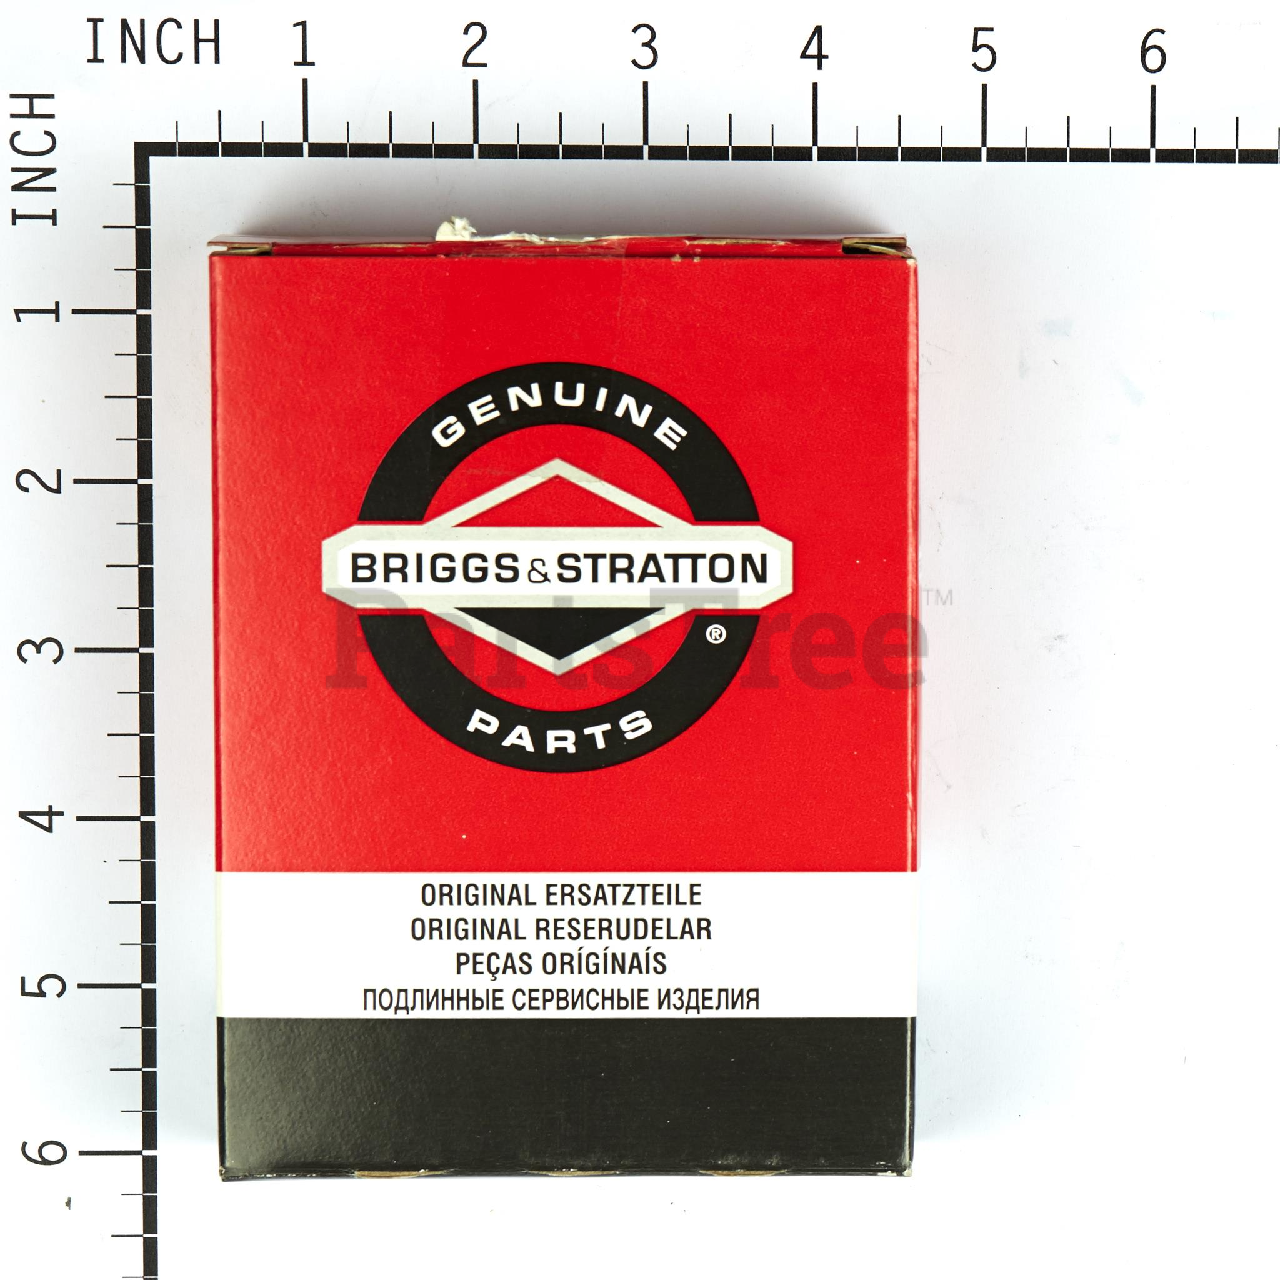 INCH 1 2 3 4 5 6
INCH
1
2
3
4
5
6
GENUINE
BRIGGS & STRATTON
PartsTree™
®
PARTS
ORIGINAL ERSATZTEILE
ORIGINAL RESERUDELAR
PEÇAS ORÍGÍNAÍS
ПОДЛИННЫЕ СЕРВИСНЫЕ ИЗДЕЛИЯ